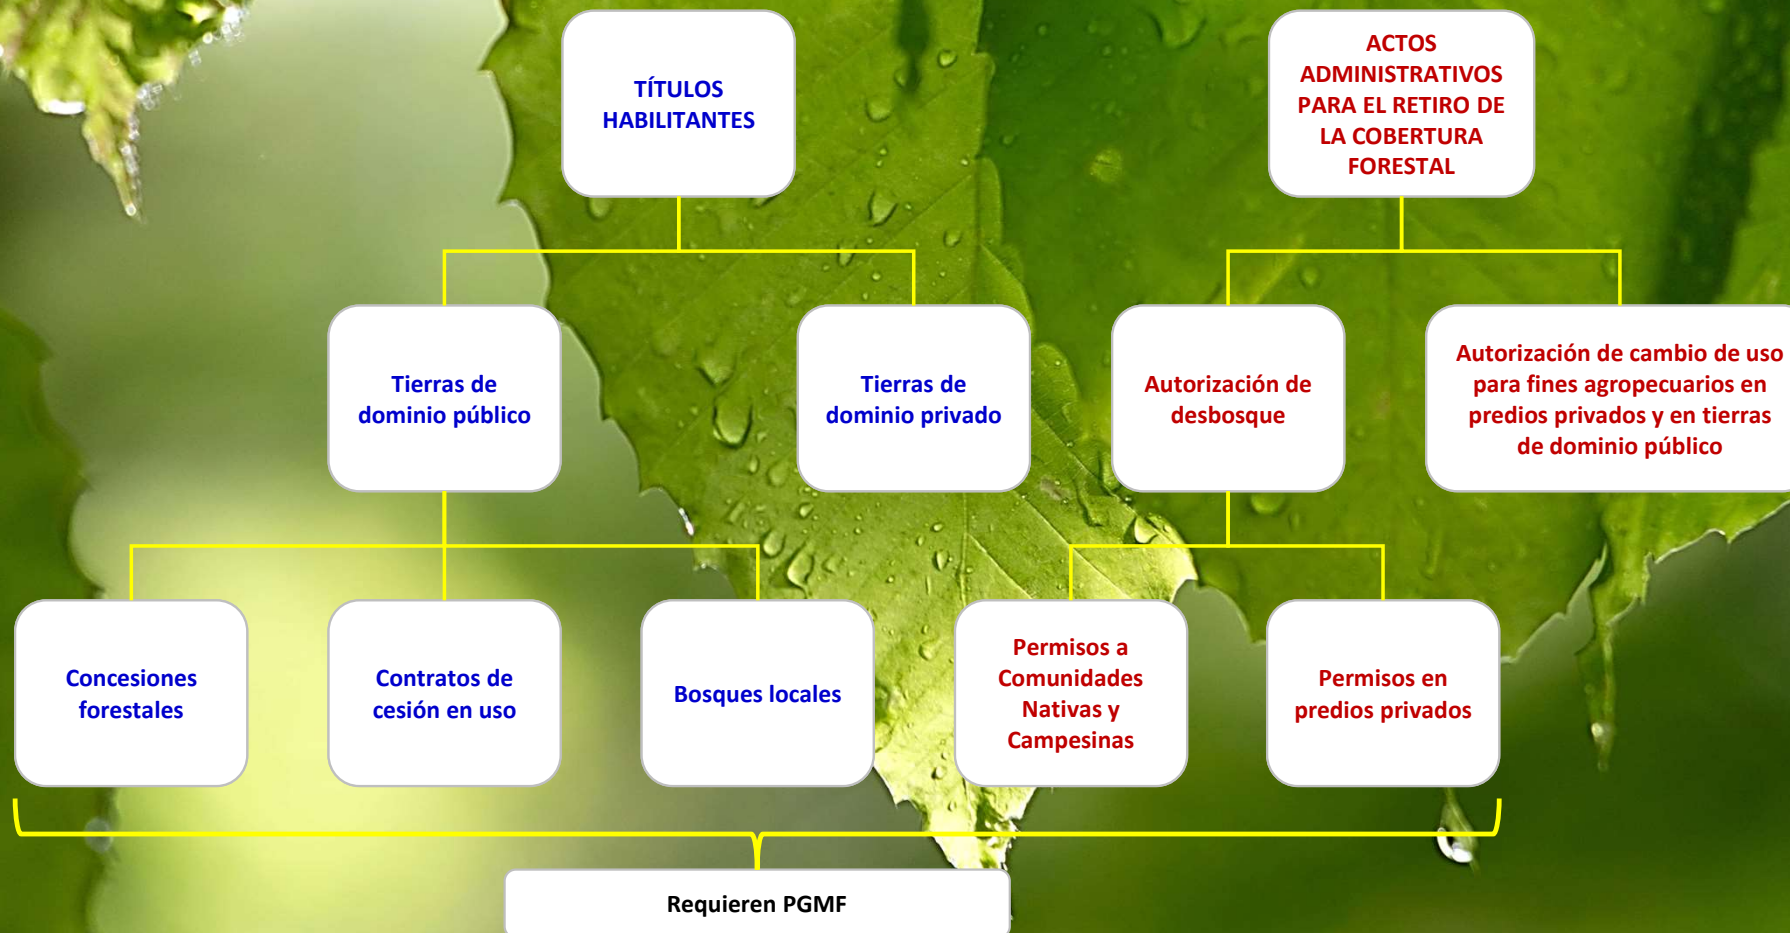 TÍTULOS
HABILITANTES
ACTOS
ADMINISTRATIVOS
PARA EL RETIRO DE
LA COBERTURA
FORESTAL
Tierras de
dominio público
Tierras de
dominio privado
Autorización de
desbosque
Autorización de cambio de uso
para fines agropecuarios en
predios privados y en tierras
de dominio público
Concesiones
forestales
Contratos de
cesión en uso
Bosques locales
Permisos a
Comunidades
Nativas y
Campesinas
Permisos en
predios privados
Requieren PGMF